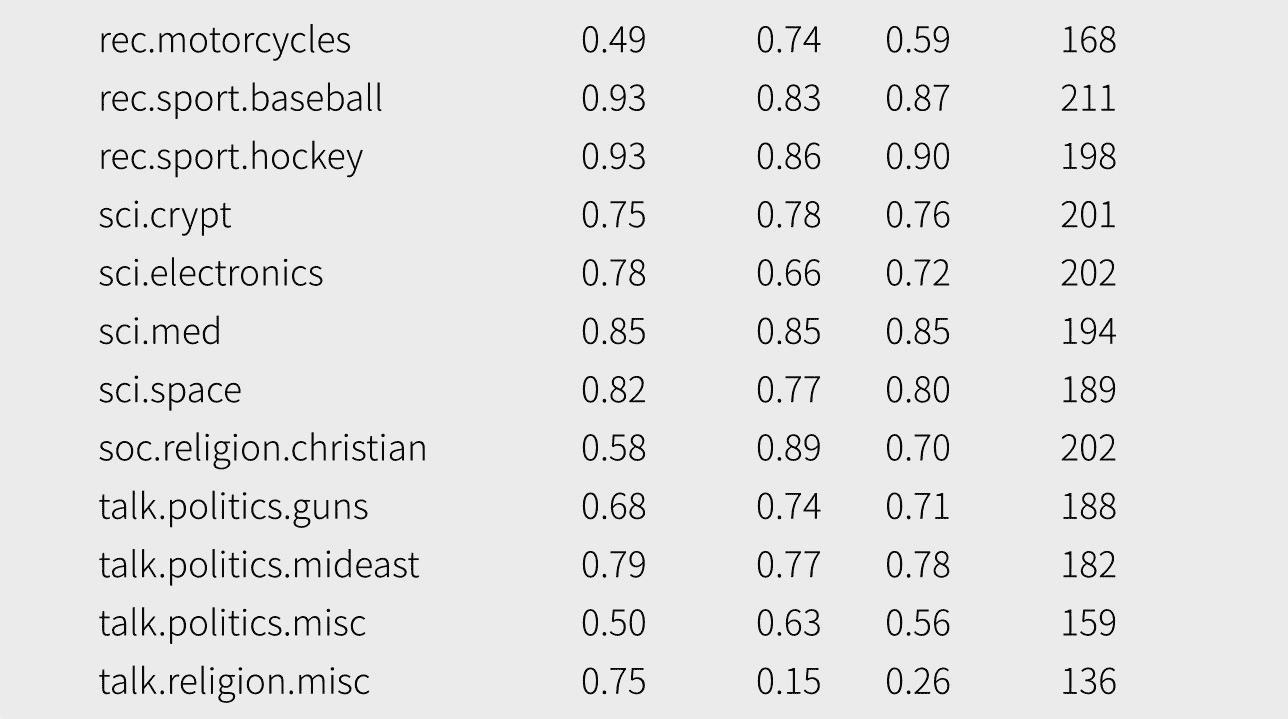 rec.motorcycles 0.49 0.74 0.59 168
rec.sport.baseball 0.93 0.83 0.87 211
rec.sport.hockey 0.93 0.86 0.90 198
sci.crypt 0.75 0.78 0.76 201
sci.electronics 0.78 0.66 0.72 202
sci.med 0.85 0.85 0.85 194
sci.space 0.82 0.77 0.80 189
soc.religion.christian 0.58 0.89 0.70 202
talk.politics.guns 0.68 0.74 0.71 188
talk.politics.mideast 0.79 0.77 0.78 182
talk.politics.misc 0.50 0.63 0.56 159
talk.religion.misc 0.75 0.15 0.26 136